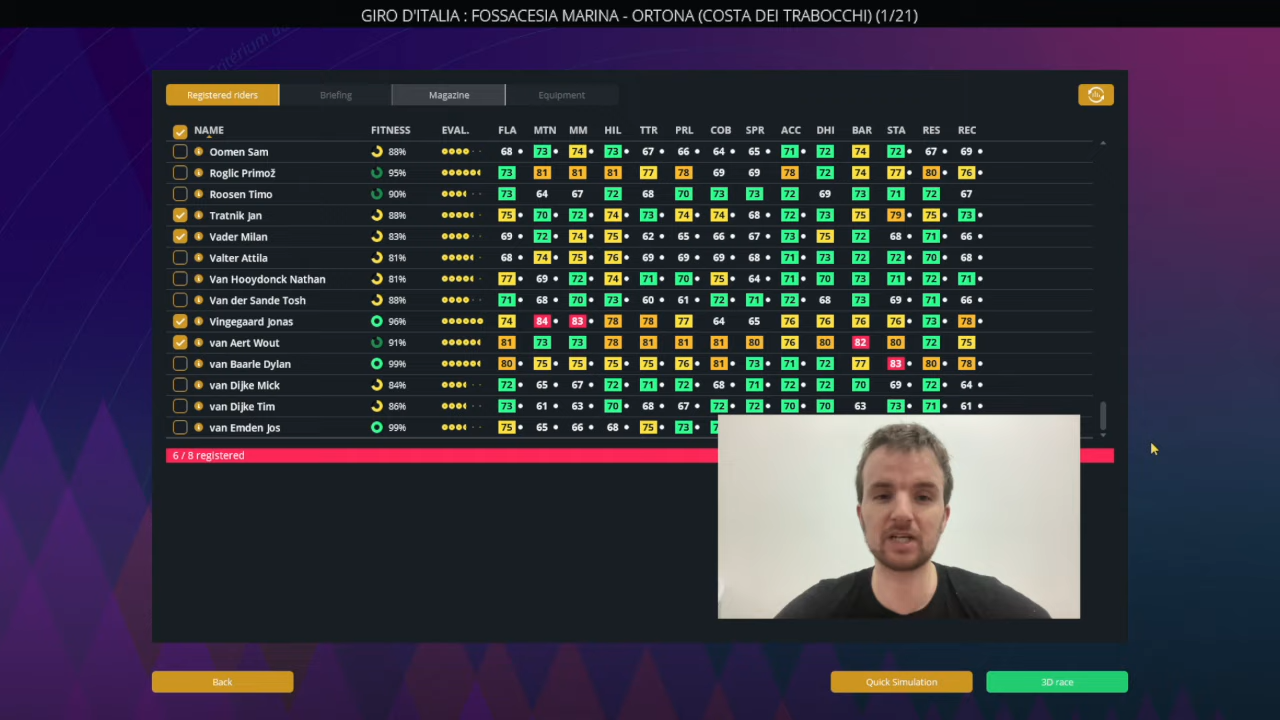 GIRO D'ITALIA : FOSSACESIA MARINA - ORTONA (COSTA DEI TRABOCCHI) (1/21)
Registered riders Briefing Magazine Equipment
NAME FITNESS EVAL. FLA MTN MM HIL TTR PRL COB SPR ACC DHI BAR STA RES REC
Oomen Sam 88% 68 73 74 73 67 66 64 65 71 72 74 72 67 69
Roglic Primož 95% 73 81 81 81 77 78 69 69 78 72 74 77 80 76
Roosen Timo 90% 73 64 67 72 68 70 73 73 72 69 73 71 72 67
Tratnik Jan 88% 75 70 72 74 73 74 74 68 72 73 75 79 75 73
Vader Milan 83% 69 72 74 75 62 65 66 67 73 75 72 68 71 66
Valter Attila 81% 68 74 75 76 69 69 69 68 71 73 72 72 70 68
Van Hooydonck Nathan 81% 77 69 72 74 71 70 75 64 71 70 73 71 72 71
Van der Sande Tosh 88% 71 68 70 73 60 61 72 71 72 68 73 69 71 66
Vingegaard Jonas 96% 74 84 83 78 78 77 64 65 76 76 76 76 73 78
van Aert Wout 91% 81 73 73 78 81 81 81 80 76 80 82 80 72 75
van Baarle Dylan 99% 80 75 75 75 75 76 81 73 71 72 77 83 80 78
van Dijke Mick 84% 72 65 67 72 71 72 68 71 72 72 70 69 72 64
van Dijke Tim 86% 73 61 63 70 68 67 72 72 70 70 63 73 71 61
van Emden Jos 99% 75 65 66 68 75 73
6 / 8 registered
Back Quick Simulation 3D race